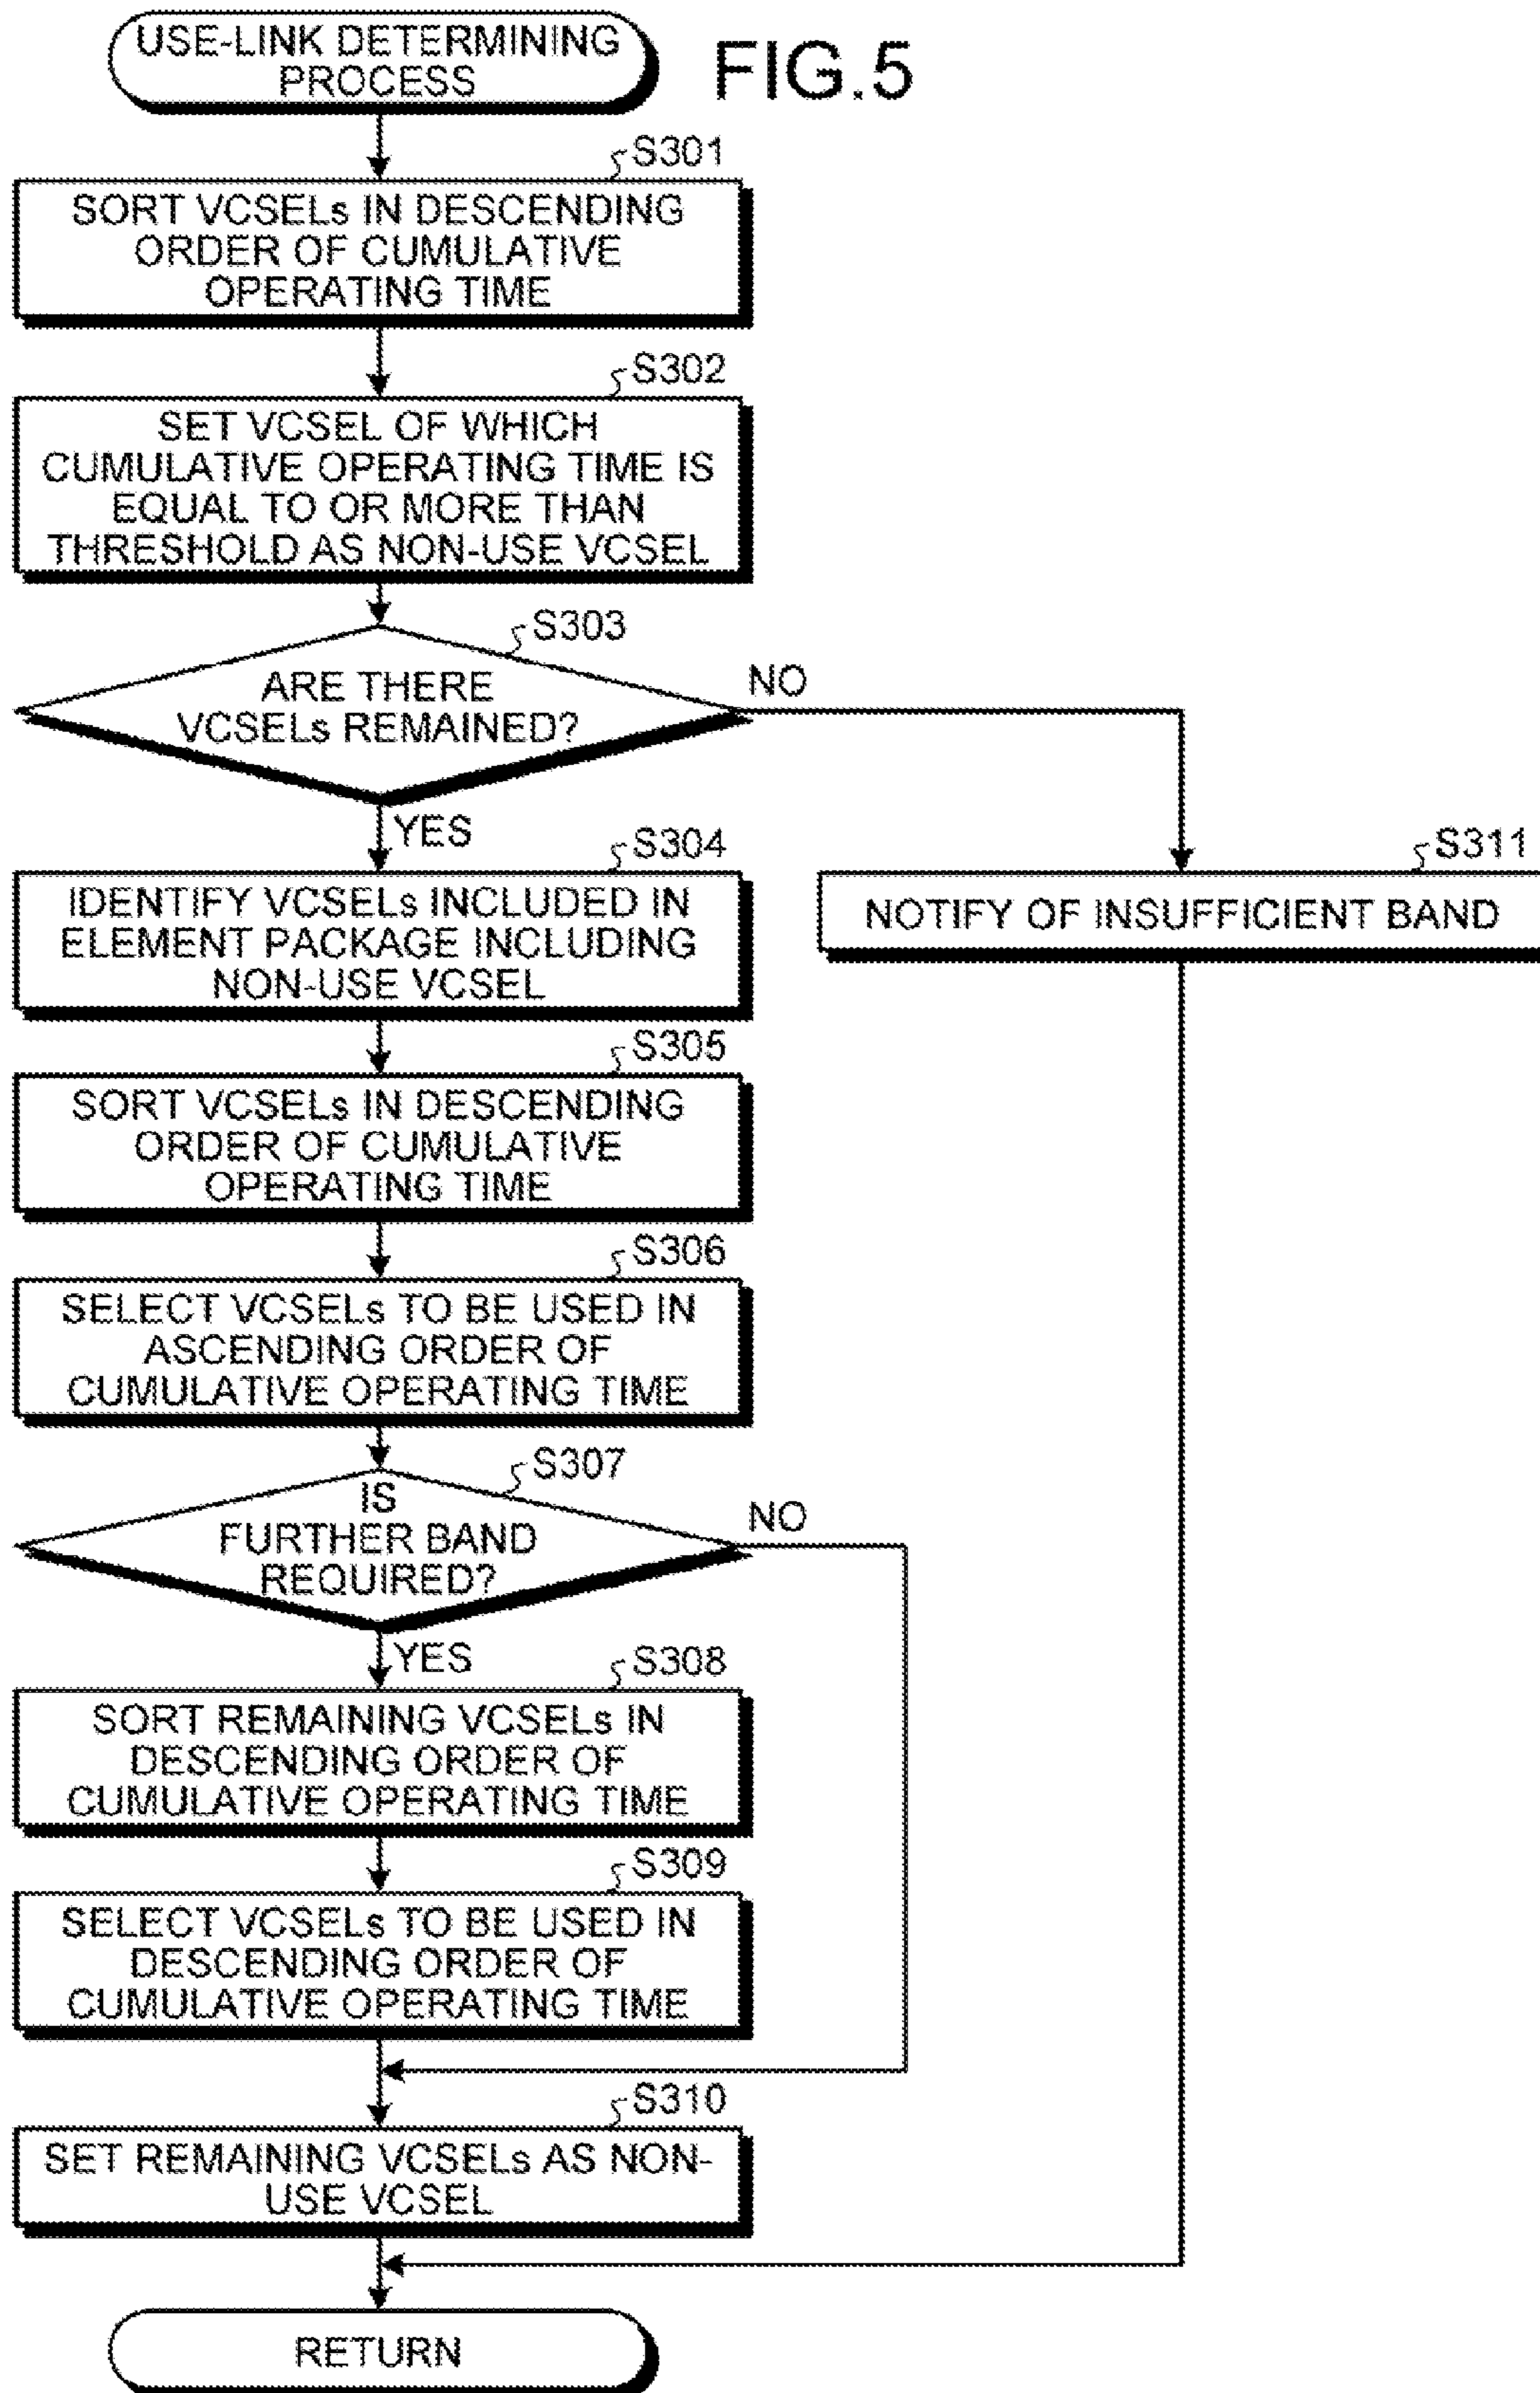 USE-LINK DETERMINING
PROCESS
FIG.5
S301
SORT VCSELs IN DESCENDING
ORDER OF CUMULATIVE
OPERATING TIME
S302
SET VCSEL OF WHICH
CUMULATIVE OPERATING TIME IS
EQUAL TO OR MORE THAN
THRESHOLD AS NON-USE VCSEL
S303
ARE THERE
VCSELs REMAINED?
NO
YES
S304
IDENTIFY VCSELs INCLUDED IN
ELEMENT PACKAGE INCLUDING
NON-USE VCSEL
S311
NOTIFY OF INSUFFICIENT BAND
S305
SORT VCSELs IN DESCENDING
ORDER OF CUMULATIVE
OPERATING TIME
S306
SELECT VCSELs TO BE USED IN
ASCENDING ORDER OF
CUMULATIVE OPERATING TIME
S307
IS
FURTHER BAND
REQUIRED?
NO
YES
S308
SORT REMAINING VCSELs IN
DESCENDING ORDER OF
CUMULATIVE OPERATING TIME
S309
SELECT VCSELs TO BE USED IN
DESCENDING ORDER OF
CUMULATIVE OPERATING TIME
S310
SET REMAINING VCSELs AS NON-
USE VCSEL
RETURN